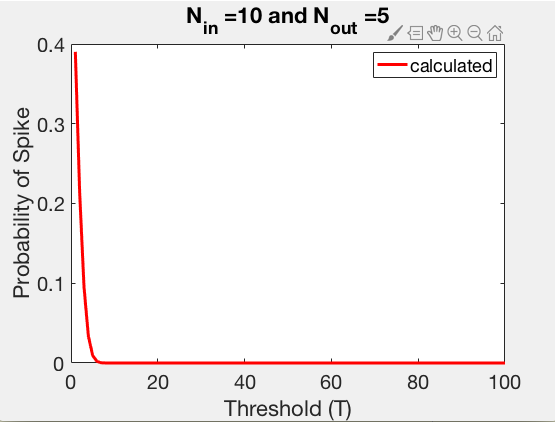 N_in =10 and N_out =5
calculated
Probability of Spike
0.4
0.3
0.2
0.1
0
0 20 40 60 80 100
Threshold (T)